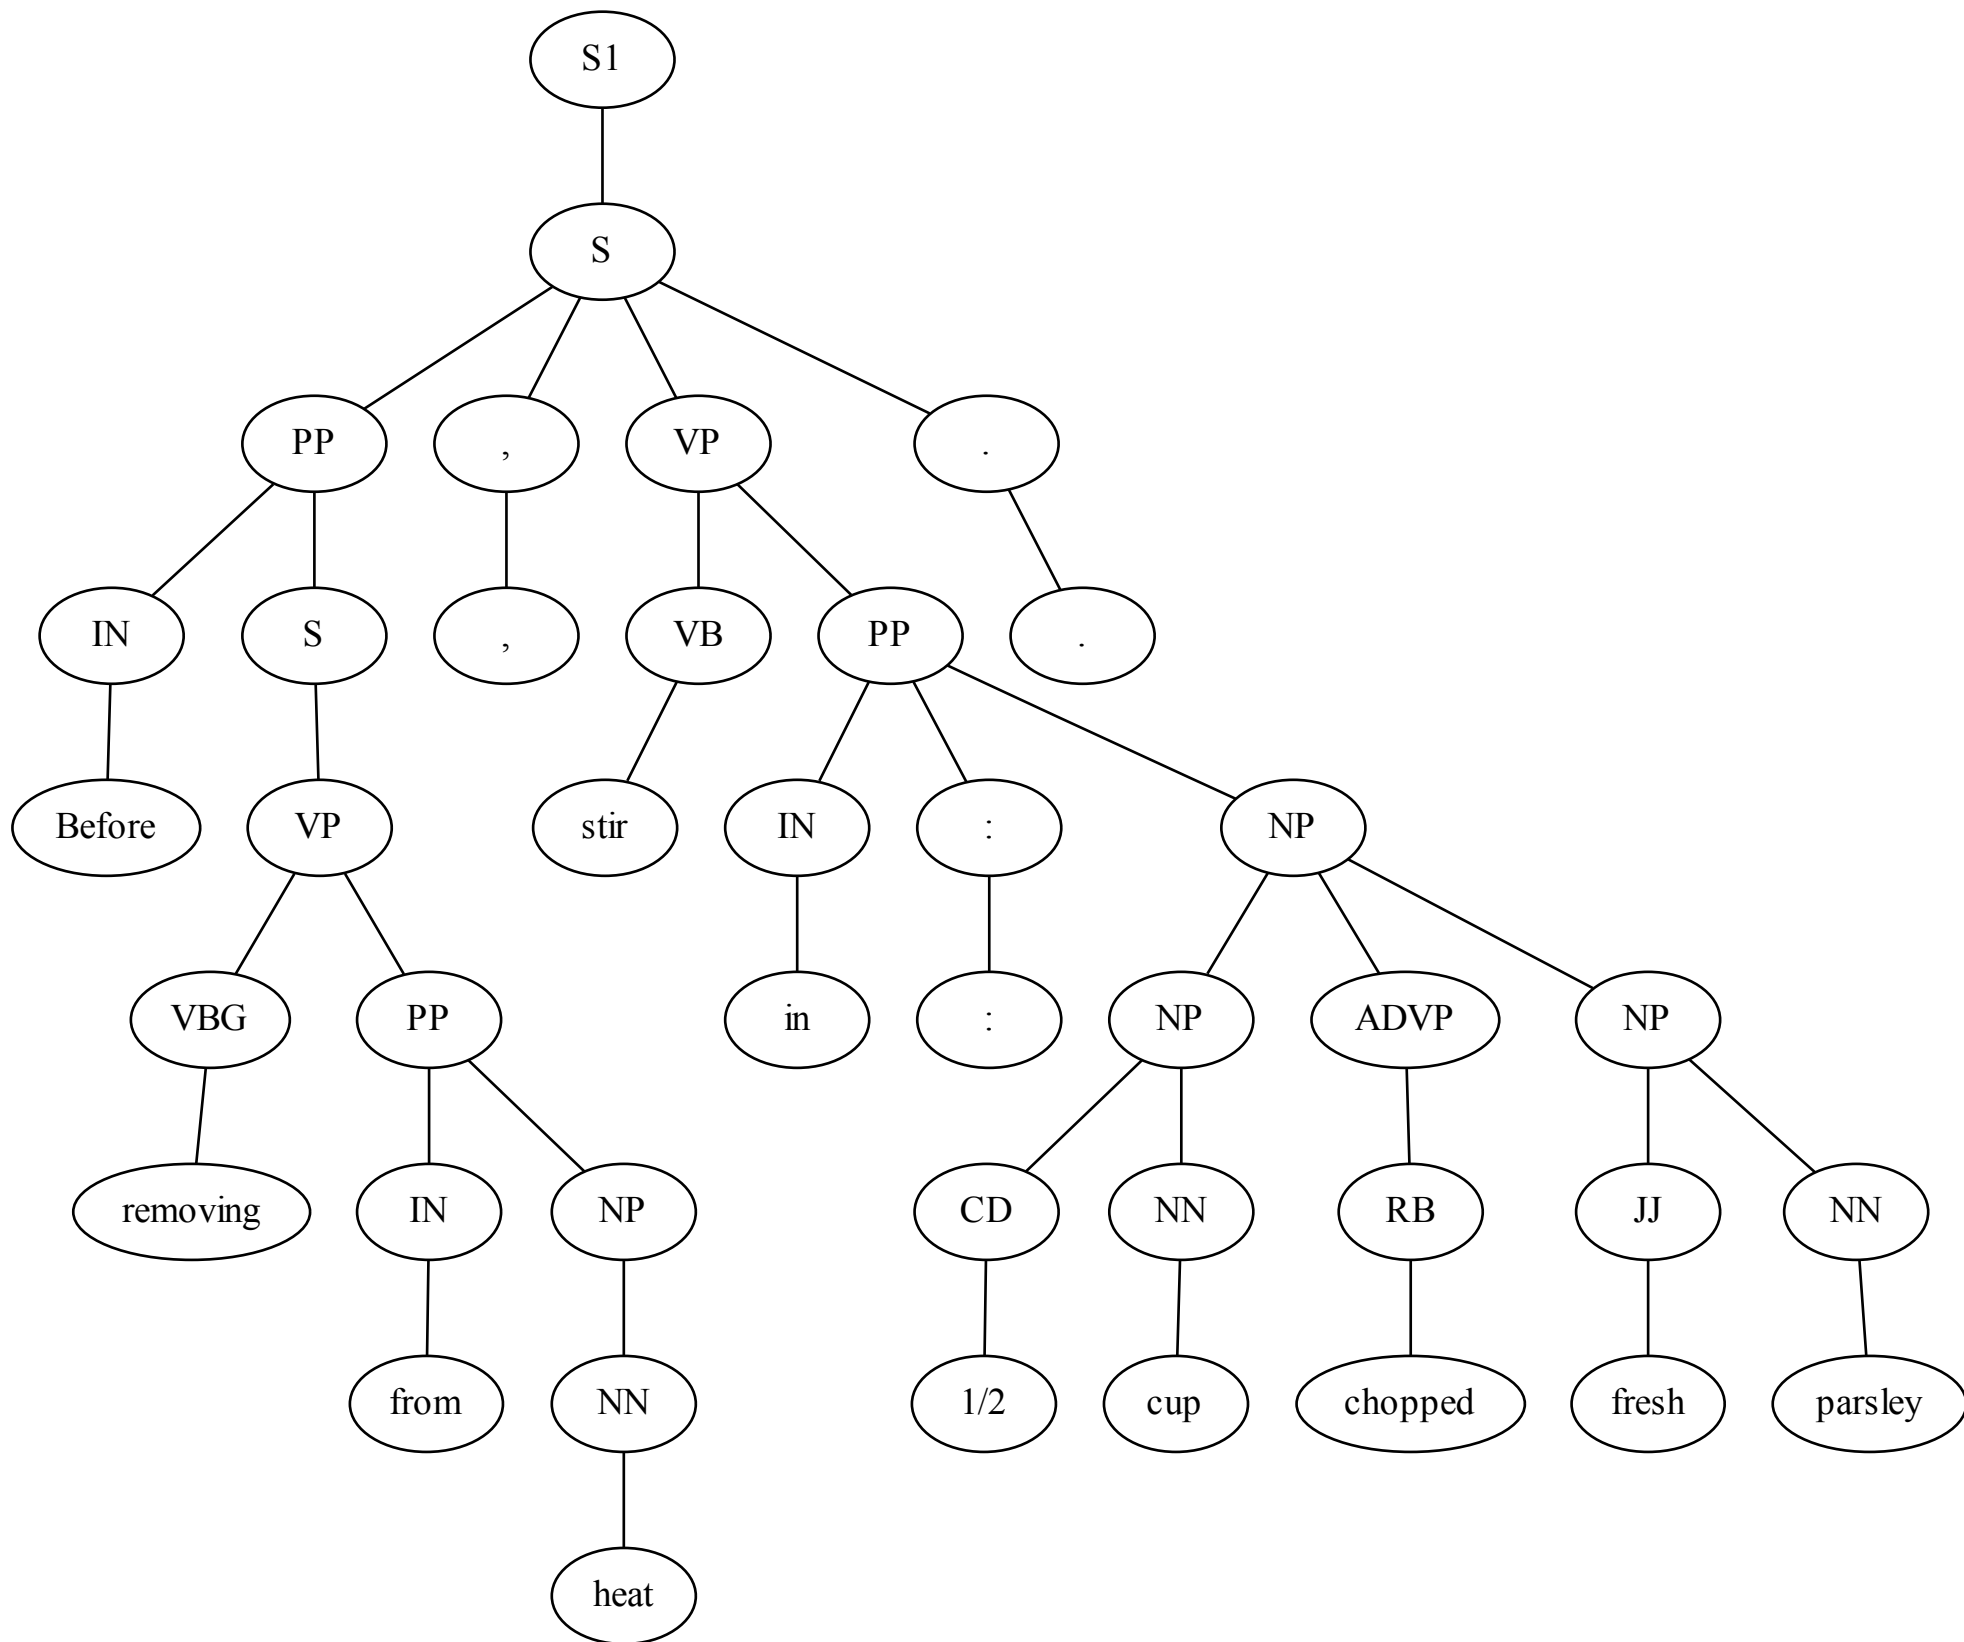 S1
S
PP , VP .
IN S , VB PP .
Before VP stir IN : NP
VBG PP in : NP ADVP NP
removing IN NP CD NN RB JJ NN
from NN 1/2 cup chopped fresh parsley
heat